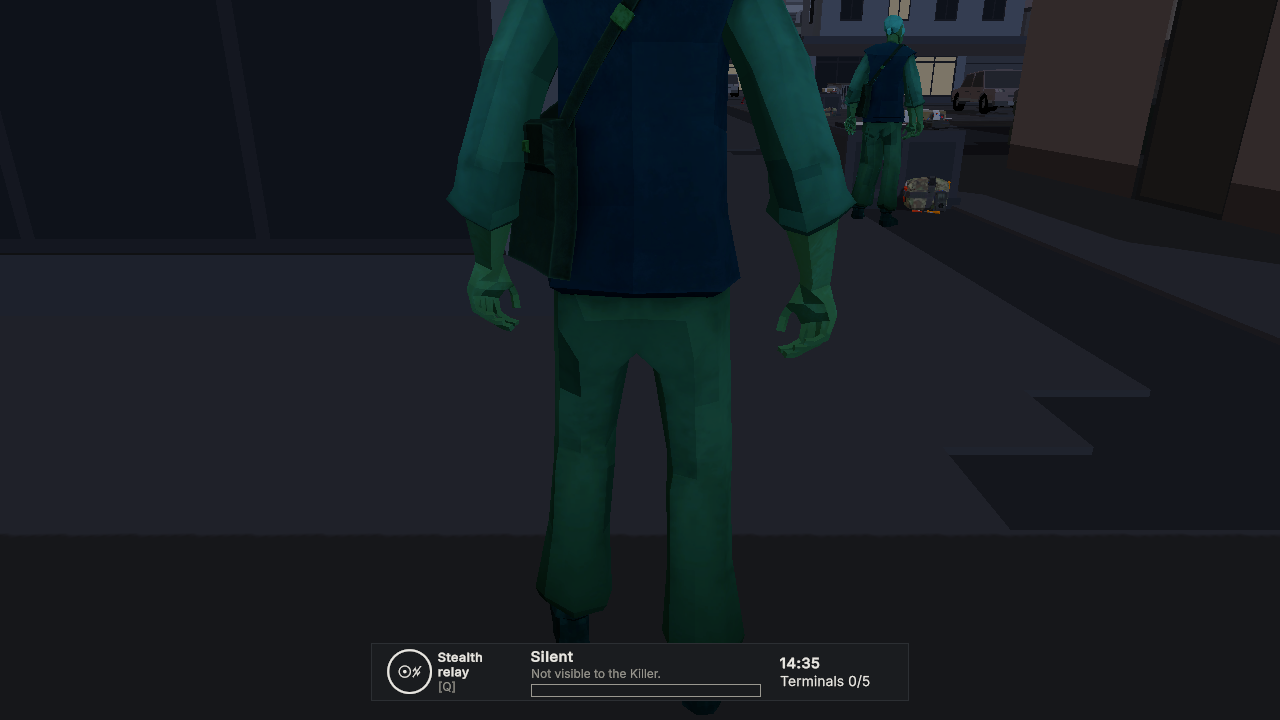 Stealth
relay
[Q]
Silent
Not visible to the Killer.
14:35
Terminals 0/5